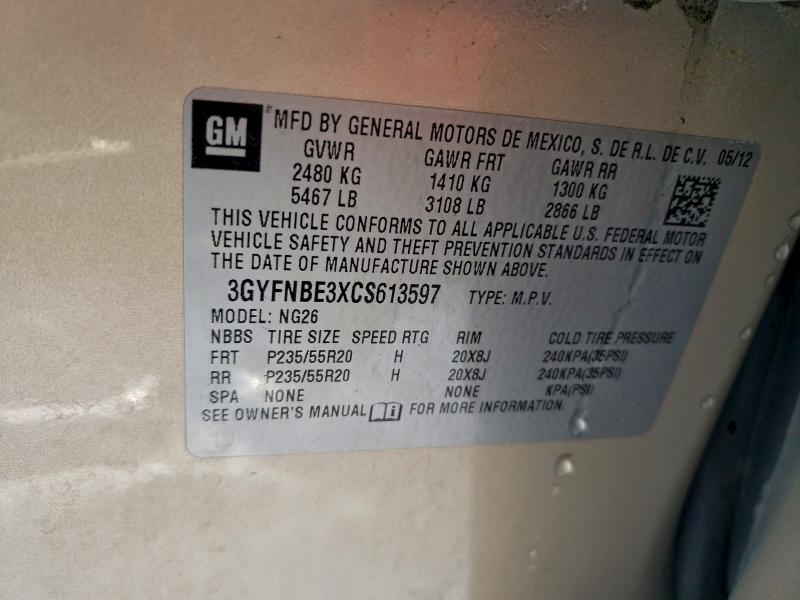 GM MFD BY GENERAL MOTORS DE MEXICO, S. DE R.L. DE C.V. 05/12
GVWR GAWR FRT GAWR RR
2480 KG 1410 KG 1300 KG
5467 LB 3108 LB 2866 LB
THIS VEHICLE CONFORMS TO ALL APPLICABLE U.S. FEDERAL MOTOR
VEHICLE SAFETY AND THEFT PREVENTION STANDARDS IN EFFECT ON
THE DATE OF MANUFACTURE SHOWN ABOVE.
3GYFNBE3XCS613597 TYPE: M.P.V.
MODEL: NG26
NBBS TIRE SIZE SPEED RTG RIM COLD TIRE PRESSURE
FRT P235/55R20 H 20X8J 240KPA(35PSI)
RR P235/55R20 H 20X8J 240KPA(35PSI)
SPA NONE NONE KPA(PSI)
SEE OWNER'S MANUAL i FOR MORE INFORMATION.